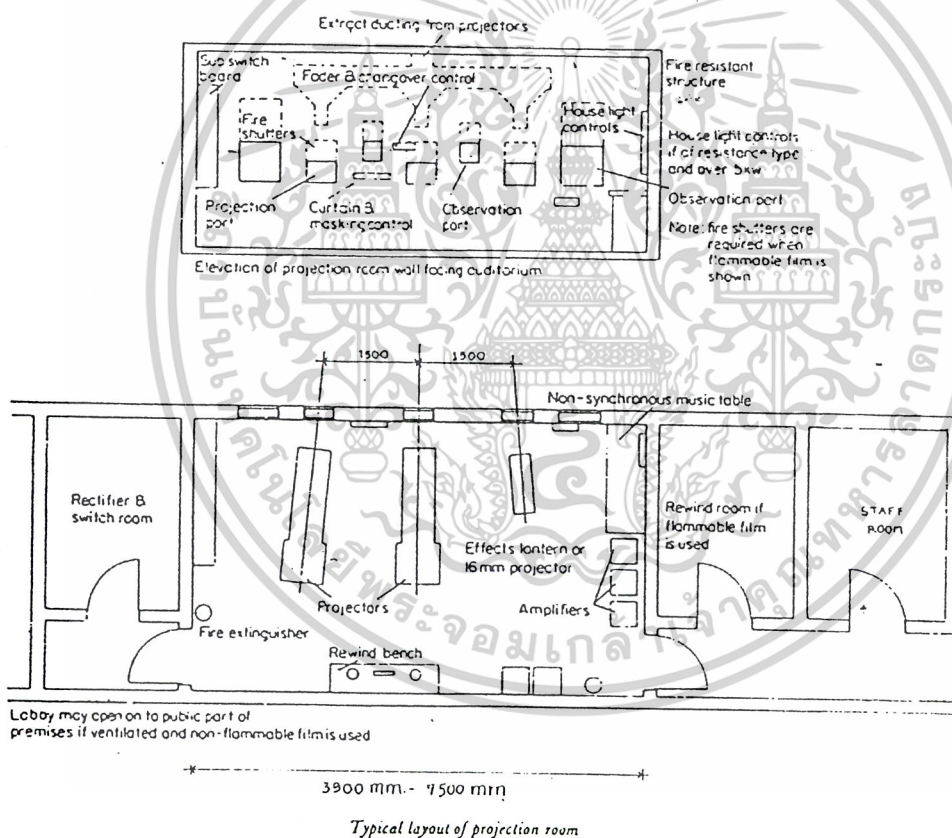 Extract ducting from projectors
Sub switch
board
Fader & changover control
Fire resistant
structure
Fire
shutters
House light
controls
House light controls
if of resistance type
and over 5kw
Projection
port
Curtain &
masking control
Observation
port
Observation port
Note: fire shutters are
required when
flammable film is
shown
Elevation of projection room wall facing auditorium
1500
1500
Non-synchronous music table
Rectifier &
switch room
Rewind room if
flammable film
is used
STAFF
ROOM
Effects lantern or
16mm projector
Projectors
Amplifiers
Fire extinguisher
Rewind bench
Lobby may open on to public part of
premises if ventilated and non-flammable film is used
3900 mm. - 7500 mm
Typical layout of projection room